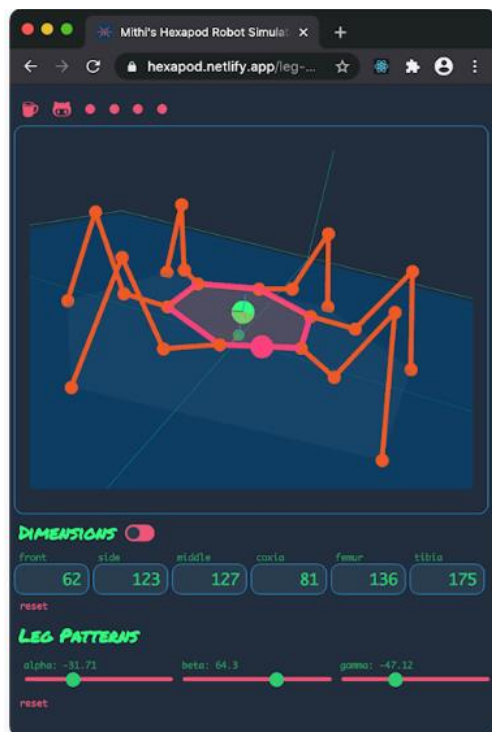 Mithi's Hexapod Robot Simulat
hexapod.netlify.app/leg-...
DIMENSIONS
front side middle coxia femur tibia
62 123 127 81 136 175
reset
LEG PATTERNS
alpha: -31.71 beta: 64.3 gamma: -47.12
reset